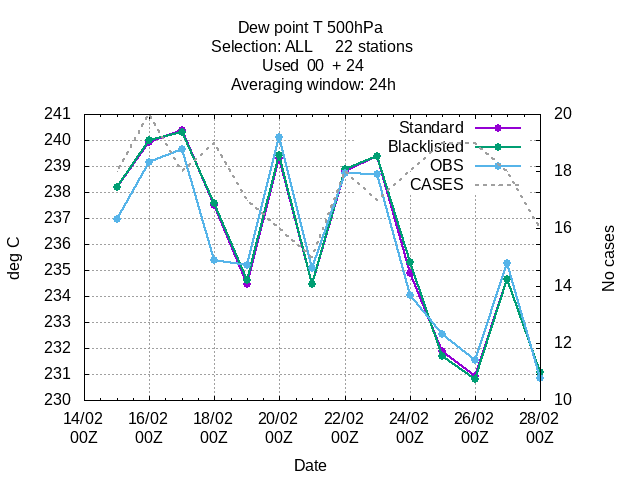 Dew point T 500hPa
Selection: ALL 22 stations
Used 00 + 24
Averaging window: 24h
deg C
241
240
239
238
237
236
235
234
233
232
231
230
Standard
Blacklisted
OBS
CASES
20
18
16
14
12
10
No cases
14/02 16/02 18/02 20/02 22/02 24/02 26/02 28/02
00Z 00Z 00Z 00Z 00Z 00Z 00Z 00Z
Date